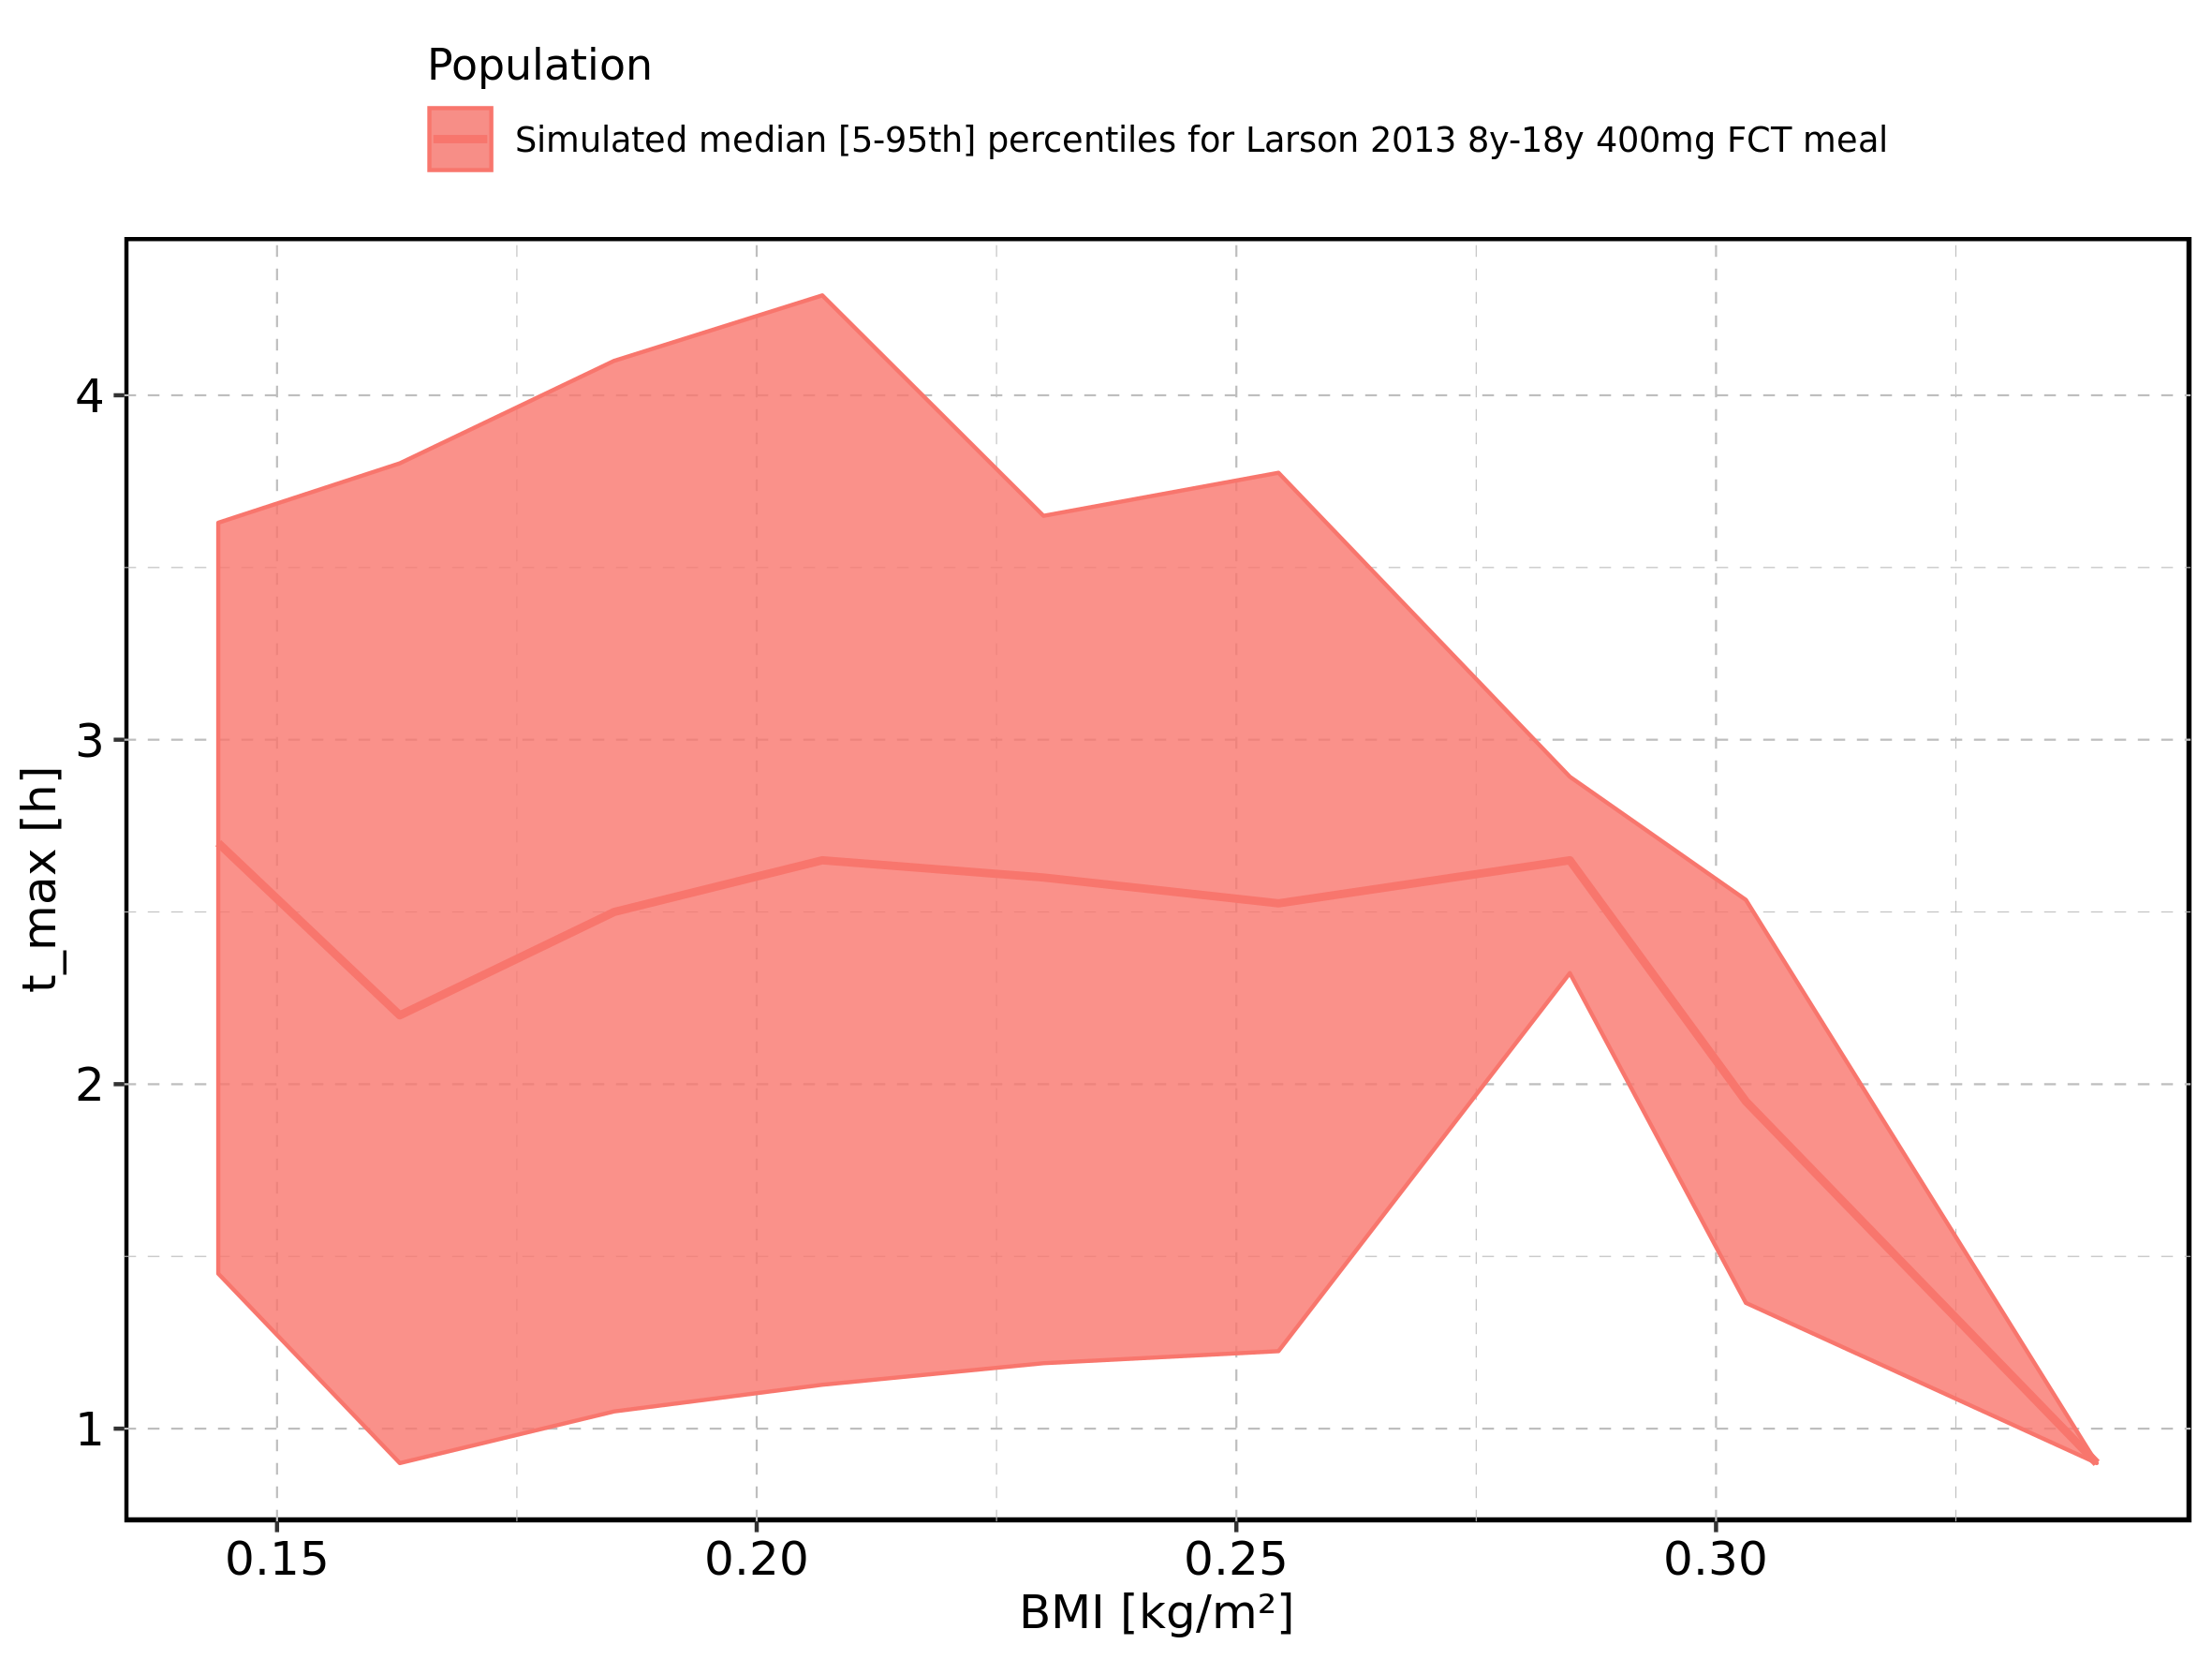 Population
Simulated median [5-95th] percentiles for Larson 2013 8y-18y 400mg FCT meal
4
3
2
1
t_max [h]
0.15 0.20 0.25 0.30
BMI [kg/m²]